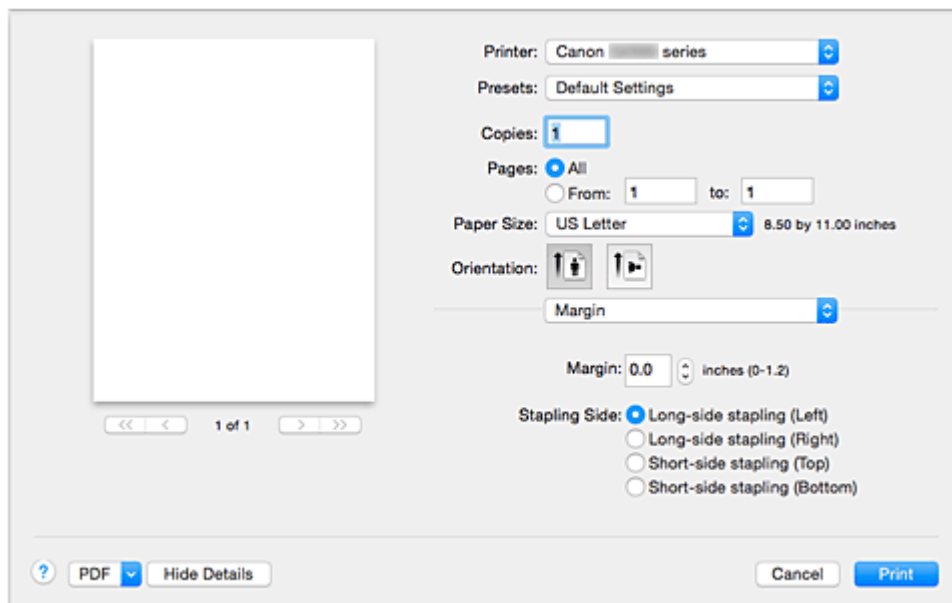 Printer: Canon series
Presets: Default Settings
Copies: 1
Pages: All
From: 1 to: 1
Paper Size: US Letter 8.50 by 11.00 inches
Orientation:
Margin
Margin: 0.0 inches (0-1.2)
1 of 1
Stapling Side: Long-side stapling (Left)
Long-side stapling (Right)
Short-side stapling (Top)
Short-side stapling (Bottom)
? PDF Hide Details Cancel Print